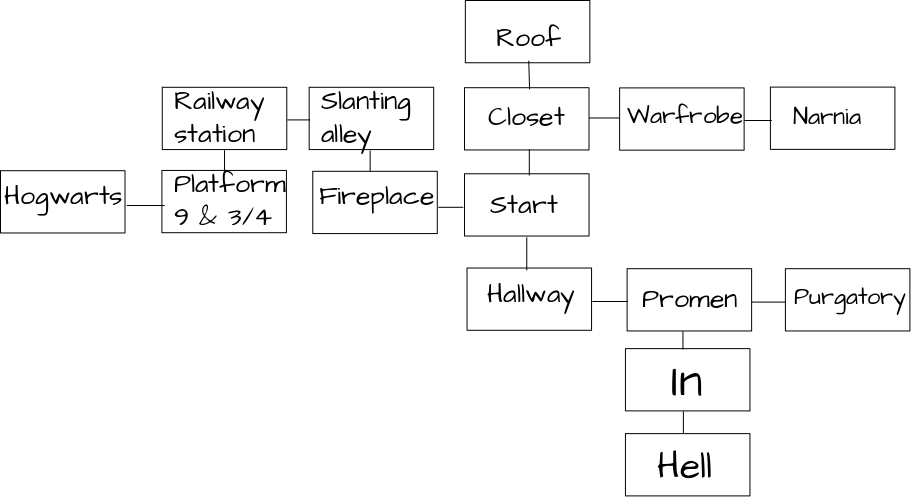 Roof
Railway
station
Slanting
alley
Closet
Warfrobe
Narnia
Hogwarts
Platform
9 & 3/4
Fireplace
Start
Hallway
Promen
Purgatory
In
Hell